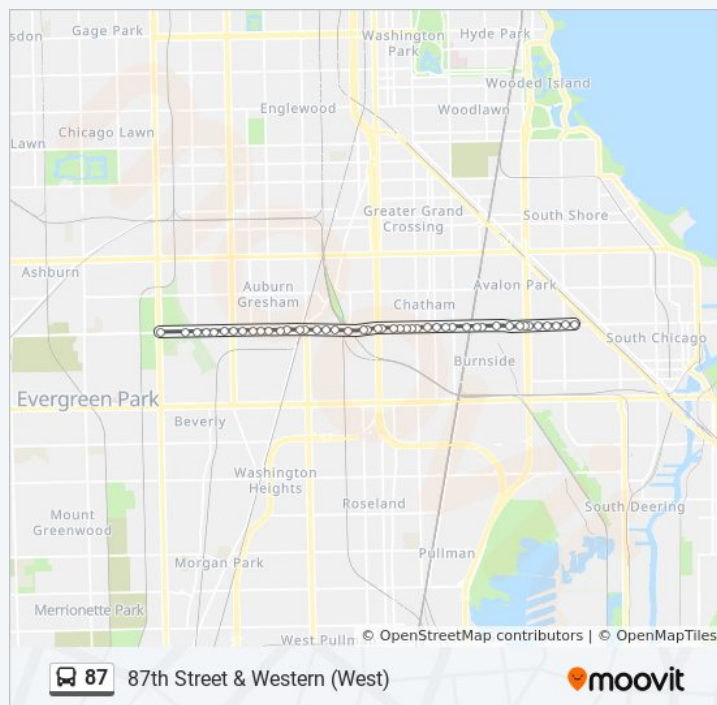 Gage Park
Washington
Park
Hyde Park
sdon
Wooded Island
Englewood
Woodlawn
Lawn
Chicago Lawn
Greater Grand
Crossing
South Shore
Ashburn
Auburn
Gresham
Avalon Park
Chatham
South Chicago
Burnside
Evergreen Park
Beverly
Washington
Heights
Roseland
Mount
Greenwood
South Deering
Pullman
Morgan Park
Merrionette Park
West Pullman
© OpenStreetMap contributors | © OpenMapTiles
87 87th Street & Western (West) moovit